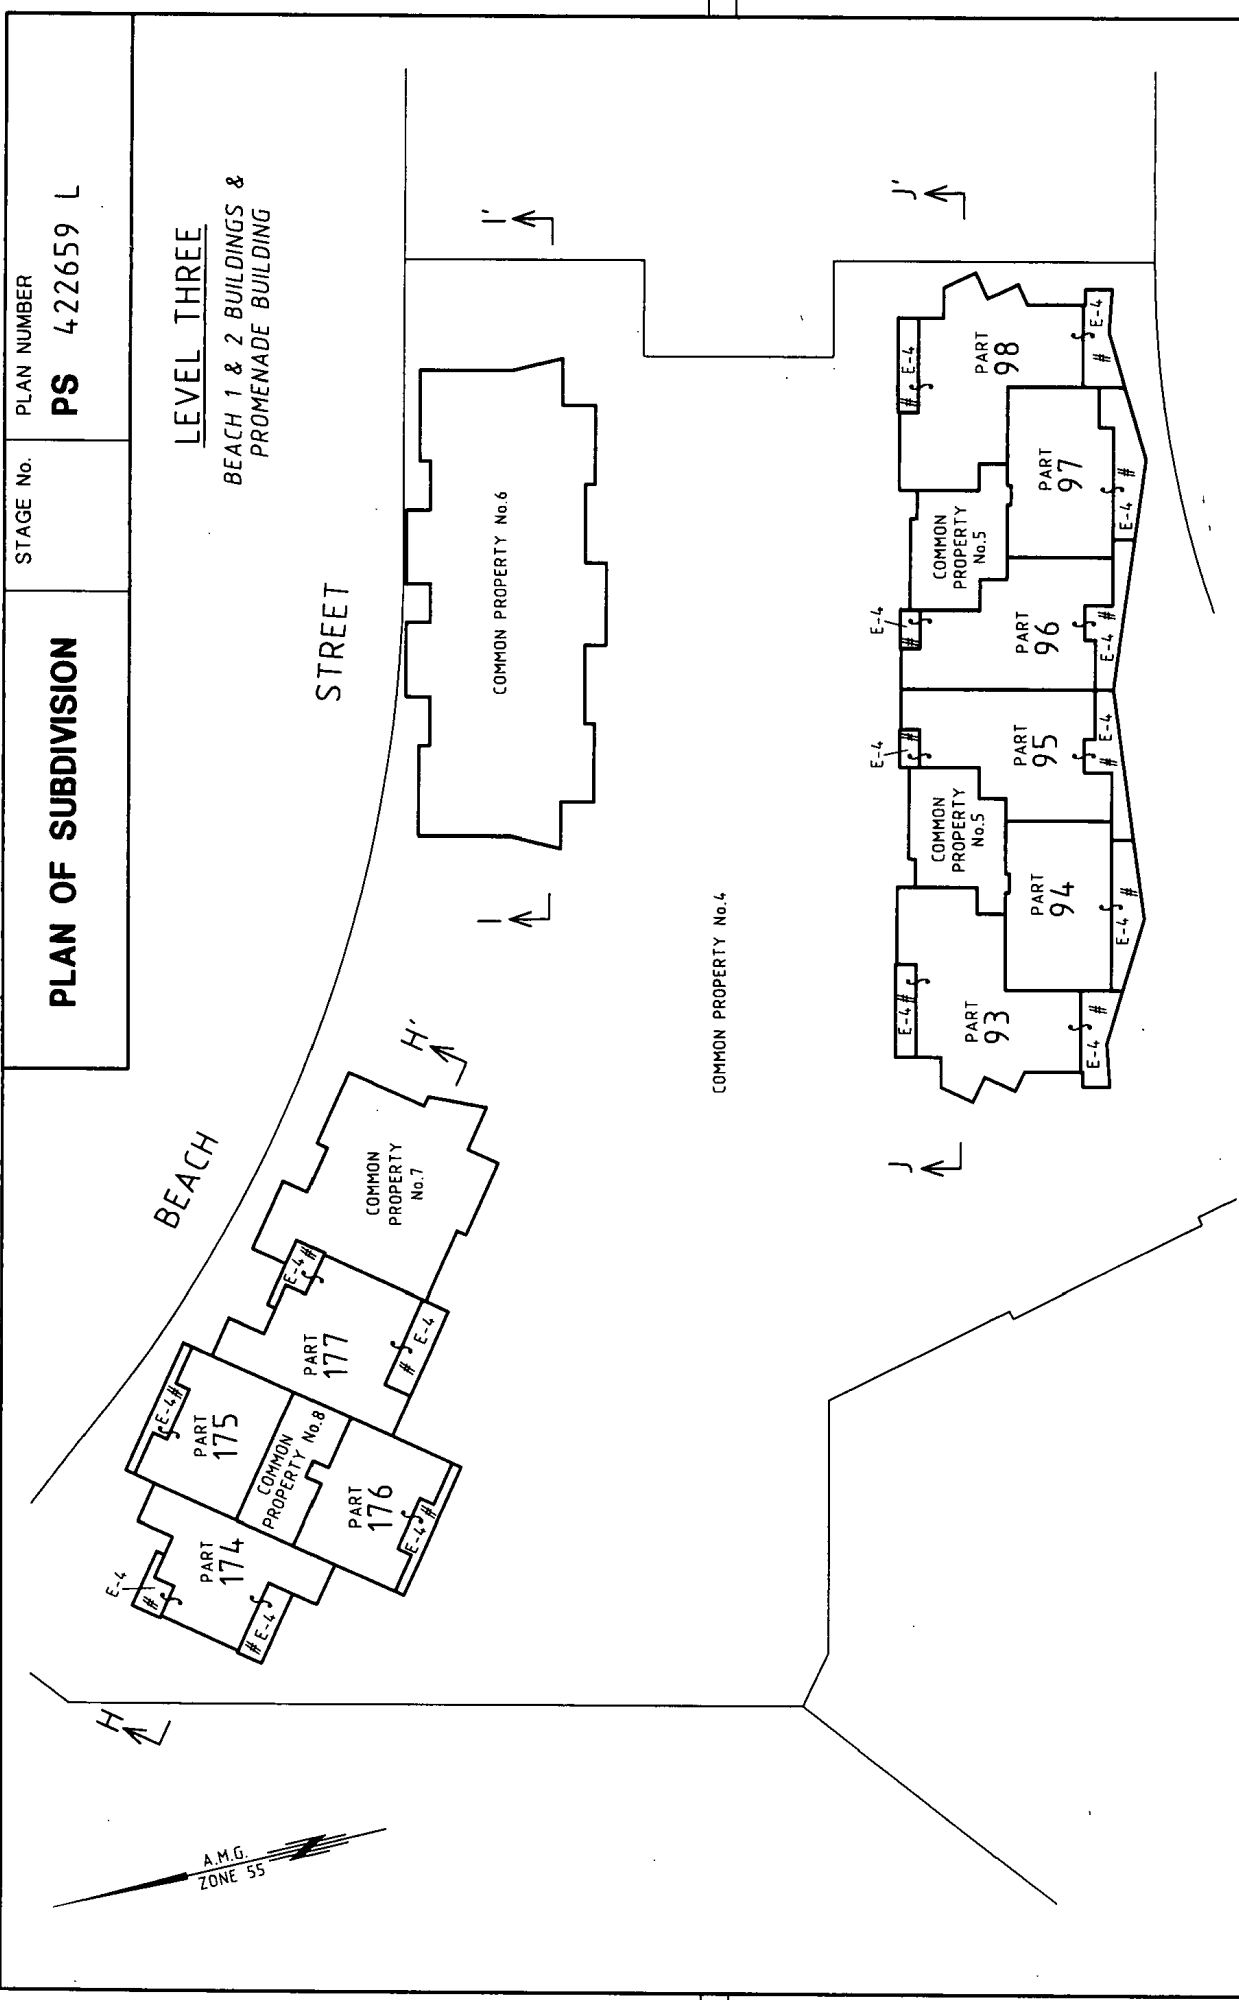 PLAN OF SUBDIVISION
STAGE No.
PLAN NUMBER
PS 422659 L
LEVEL THREE
BEACH 1 & 2 BUILDINGS &
PROMENADE BUILDING
BEACH
STREET
A.M.G.
ZONE 55
H
H'
I
I'
J
J'
E-4
#
PART
174
# E-4
PART
175
E-4 #
COMMON
PROPERTY No.8
PART
176
E-4 #
PART
177
E-4 #
# E-4
COMMON
PROPERTY
No.7
COMMON PROPERTY No.6
COMMON PROPERTY No.4
E-4 #
PART
93
E-4 #
PART
94
E-4 #
COMMON
PROPERTY
No.5
E-4
#
PART
95
# E-4
E-4
#
PART
96
E-4 #
COMMON
PROPERTY
No.5
PART
97
E-4 #
# E-4
PART
98
# E-4